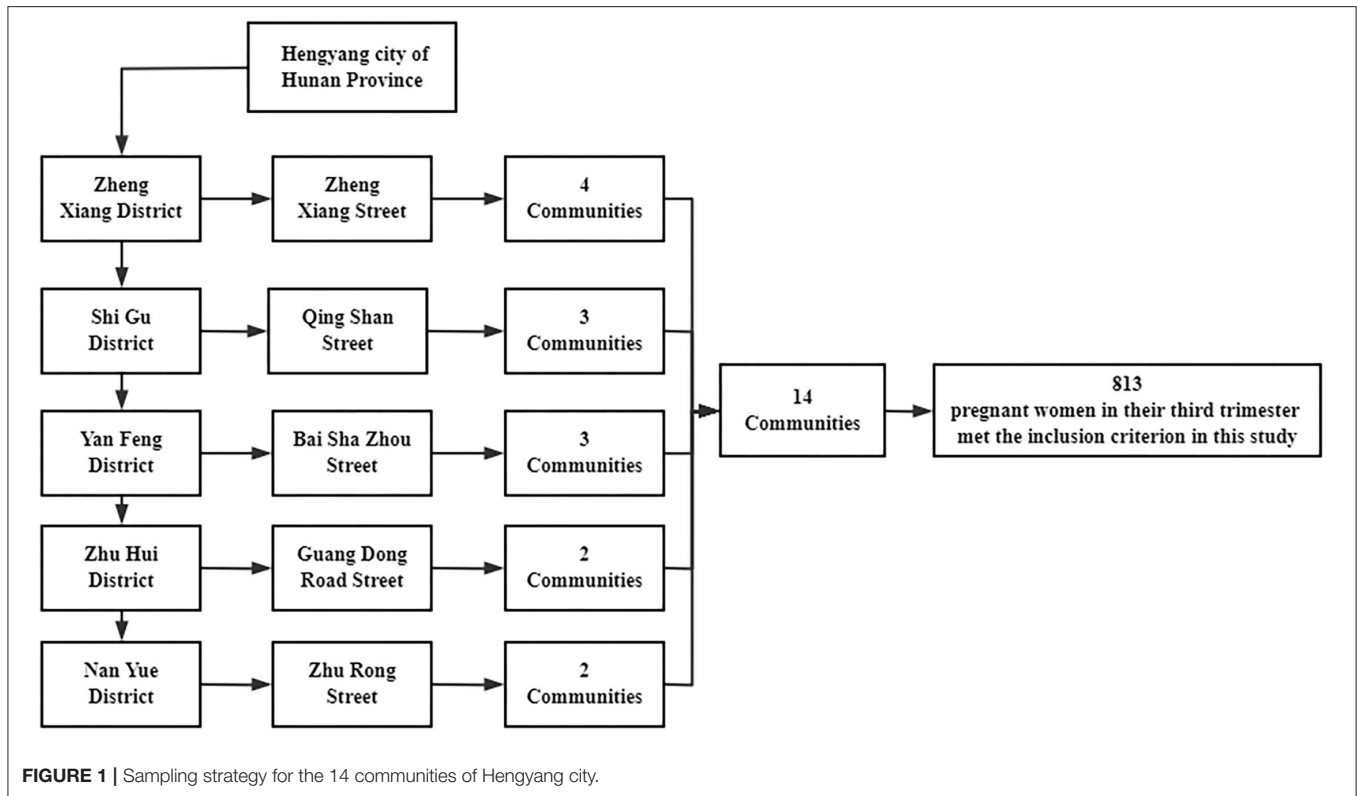 Hengyang city of
Hunan Province
Zheng
Xiang District
Zheng
Xiang Street
4
Communities
Shi Gu
District
Qing Shan
Street
3
Communities
Yan Feng
District
Bai Sha Zhou
Street
3
Communities
Zhu Hui
District
Guang Dong
Road Street
2
Communities
Nan Yue
District
Zhu Rong
Street
2
Communities
14
Communities
813
pregnant women in their third trimester
met the inclusion criterion in this study
FIGURE 1 | Sampling strategy for the 14 communities of Hengyang city.